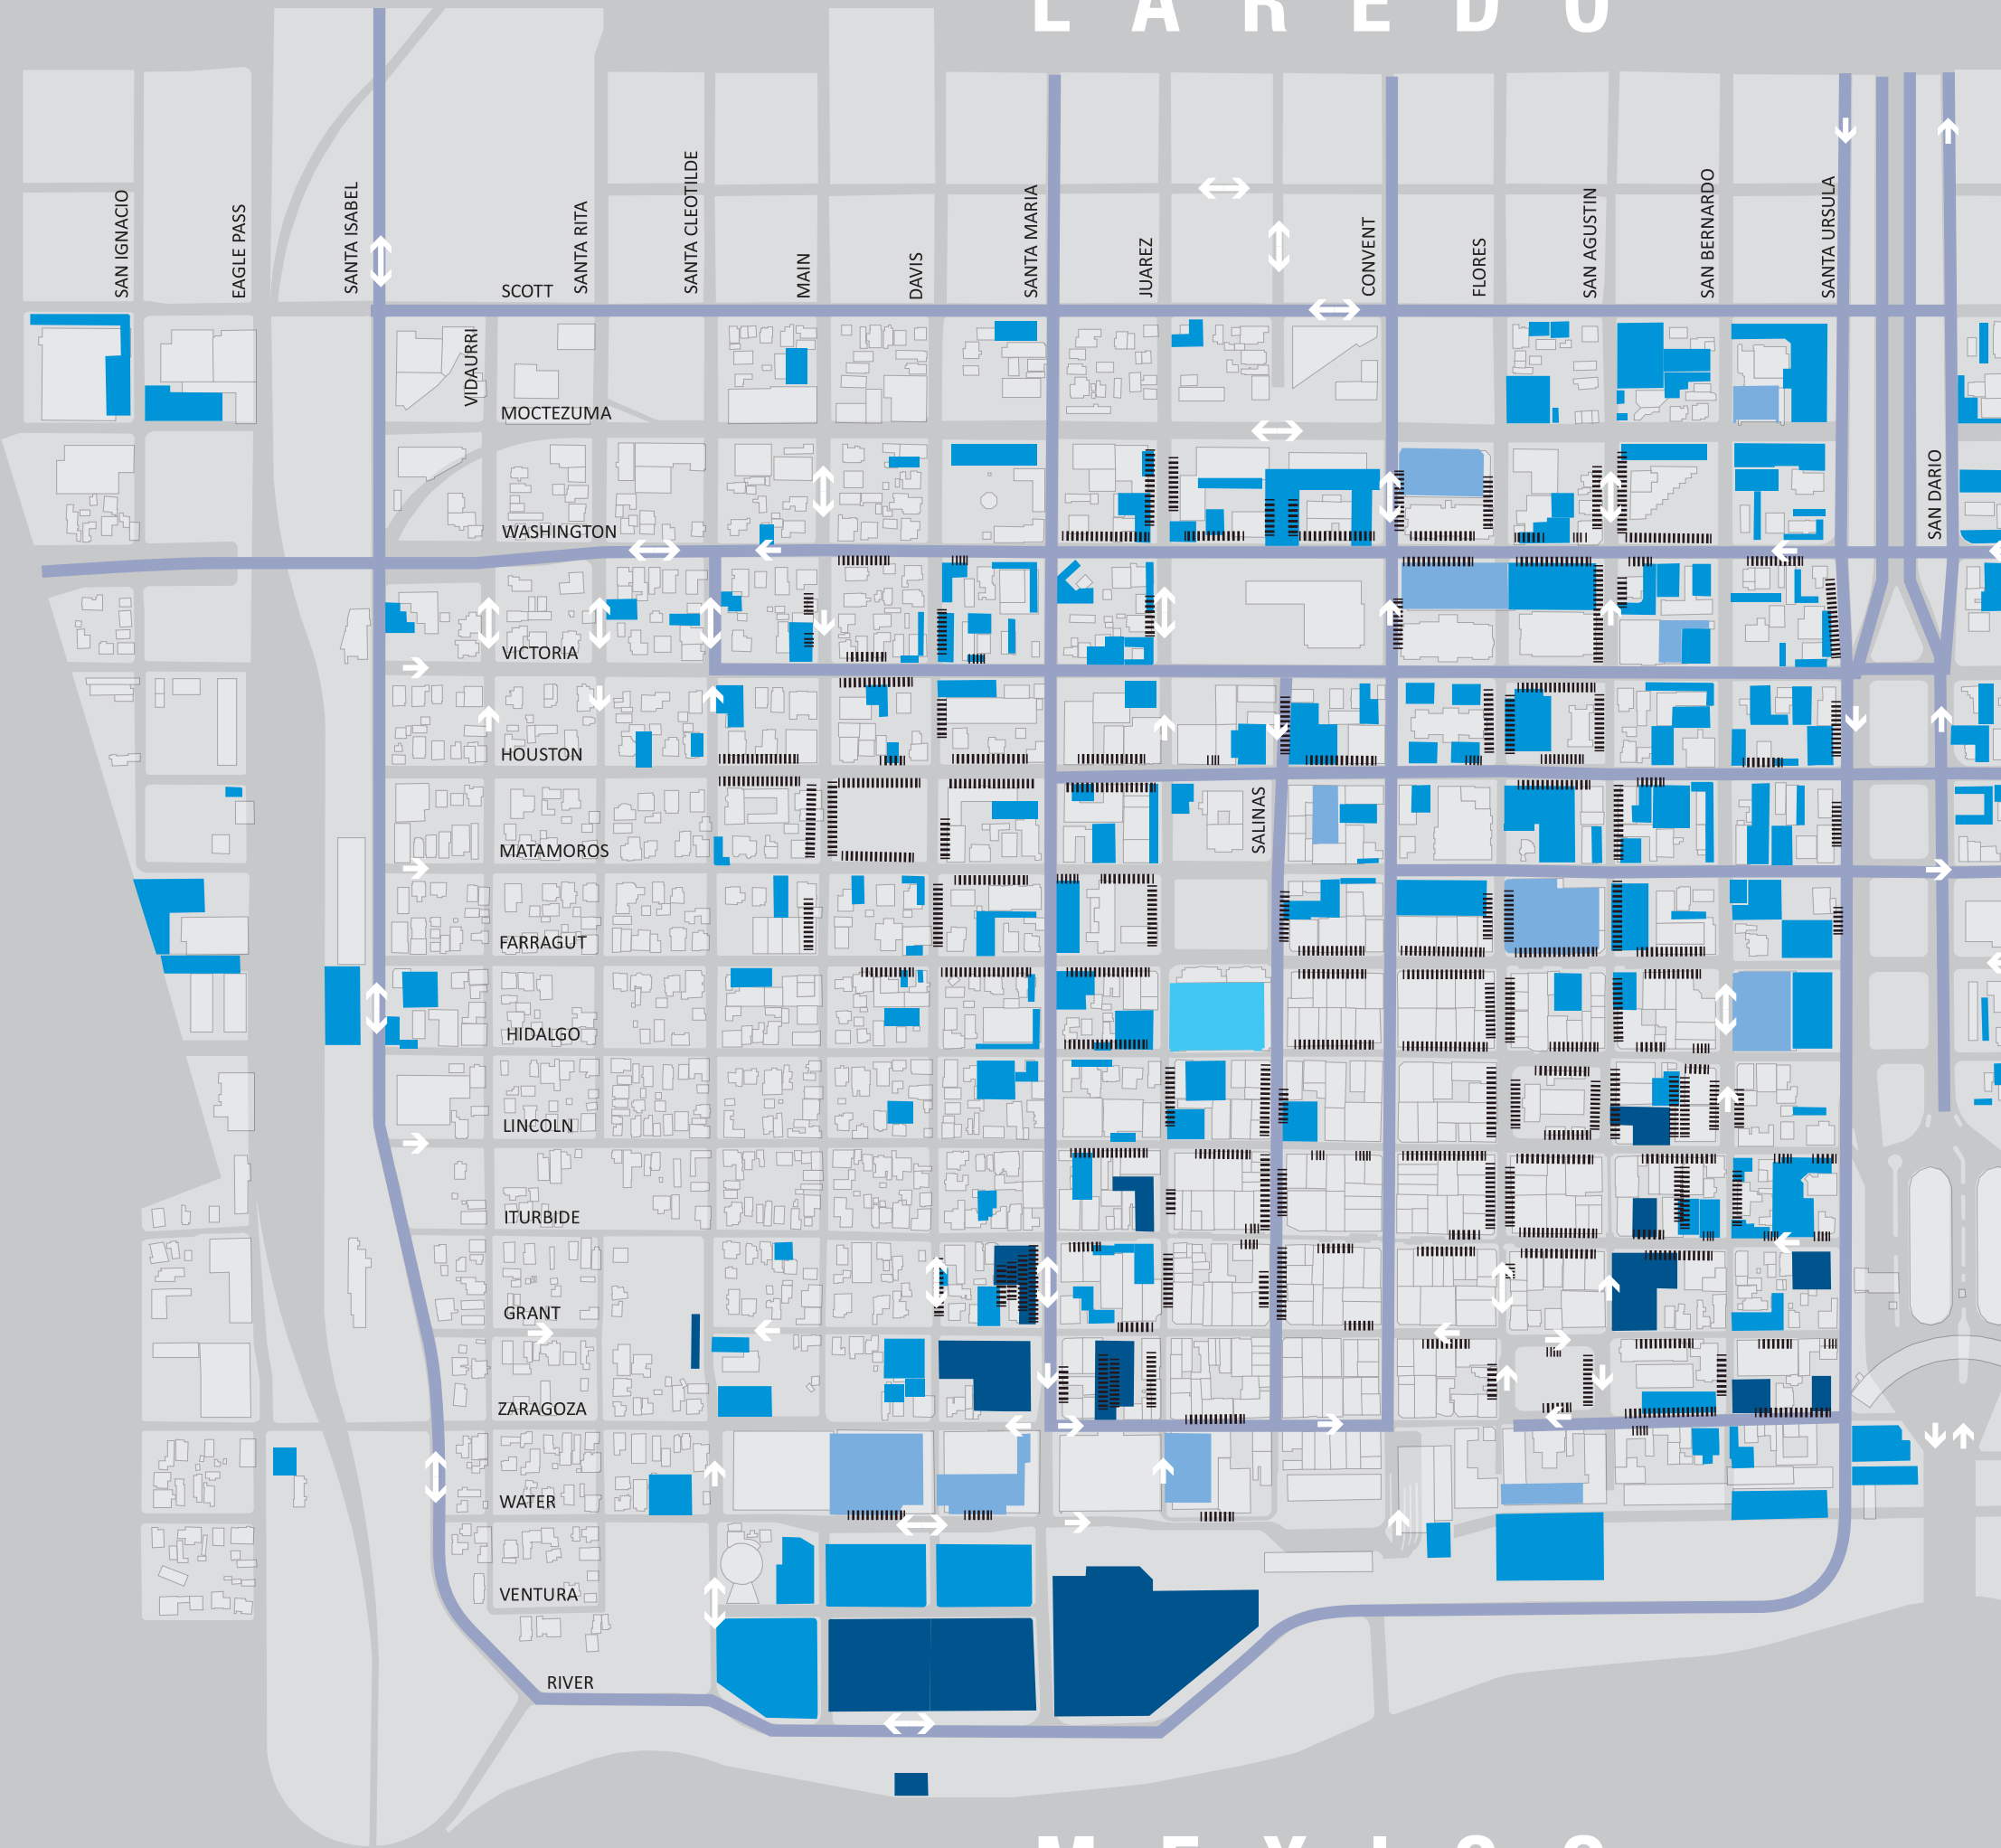 LAREDO
SAN IGNACIO
EAGLE PASS
SANTA ISABEL
SANTA RITA
SANTA CLEOTILDE
MAIN
DAVIS
SANTA MARIA
JUAREZ
CONVENT
FLORES
SAN AGUSTIN
SAN BERNARDO
SANTA URSULA
SCOTT
VIDAURRI
MOCTEZUMA
SAN DARIO
WASHINGTON
VICTORIA
HOUSTON
SALINAS
MATAMOROS
FARRAGUT
HIDALGO
LINCOLN
ITURBIDE
GRANT
ZARAGOZA
WATER
VENTURA
RIVER
MEXICO